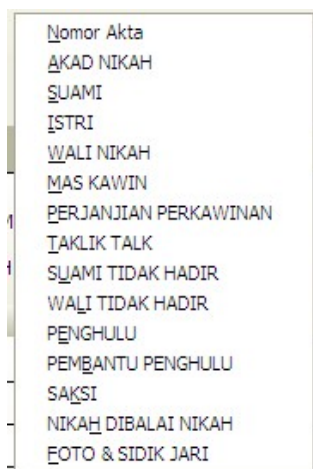 Nomor Akta
AKAD NIKAH
SUAMI
ISTRI
WALI NIKAH
MAS KAWIN
PERJANJIAN PERKAWINAN
TAKLIK TALK
SUAMI TIDAK HADIR
WALI TIDAK HADIR
PENGHULU
PEMBANTU PENGHULU
SAKSI
NIKAH DIBALAI NIKAH
FOTO & SIDIK JARI